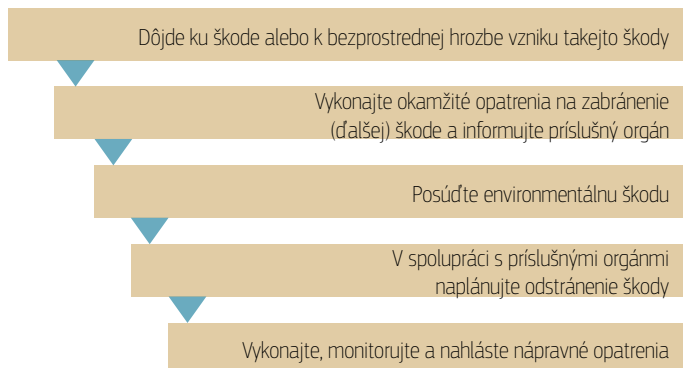 Dôjde ku škode alebo k bezprostrednej hrozbe vzniku takejto škody
Vykonajte okamžité opatrenia na zabránenie
(ďalšej) škode a informujte príslušný orgán
Posúďte environmentálnu škodu
V spolupráci s príslušnými orgánmi
naplánujte odstránenie škody
Vykonajte, monitorujte a nahláste nápravné opatrenia